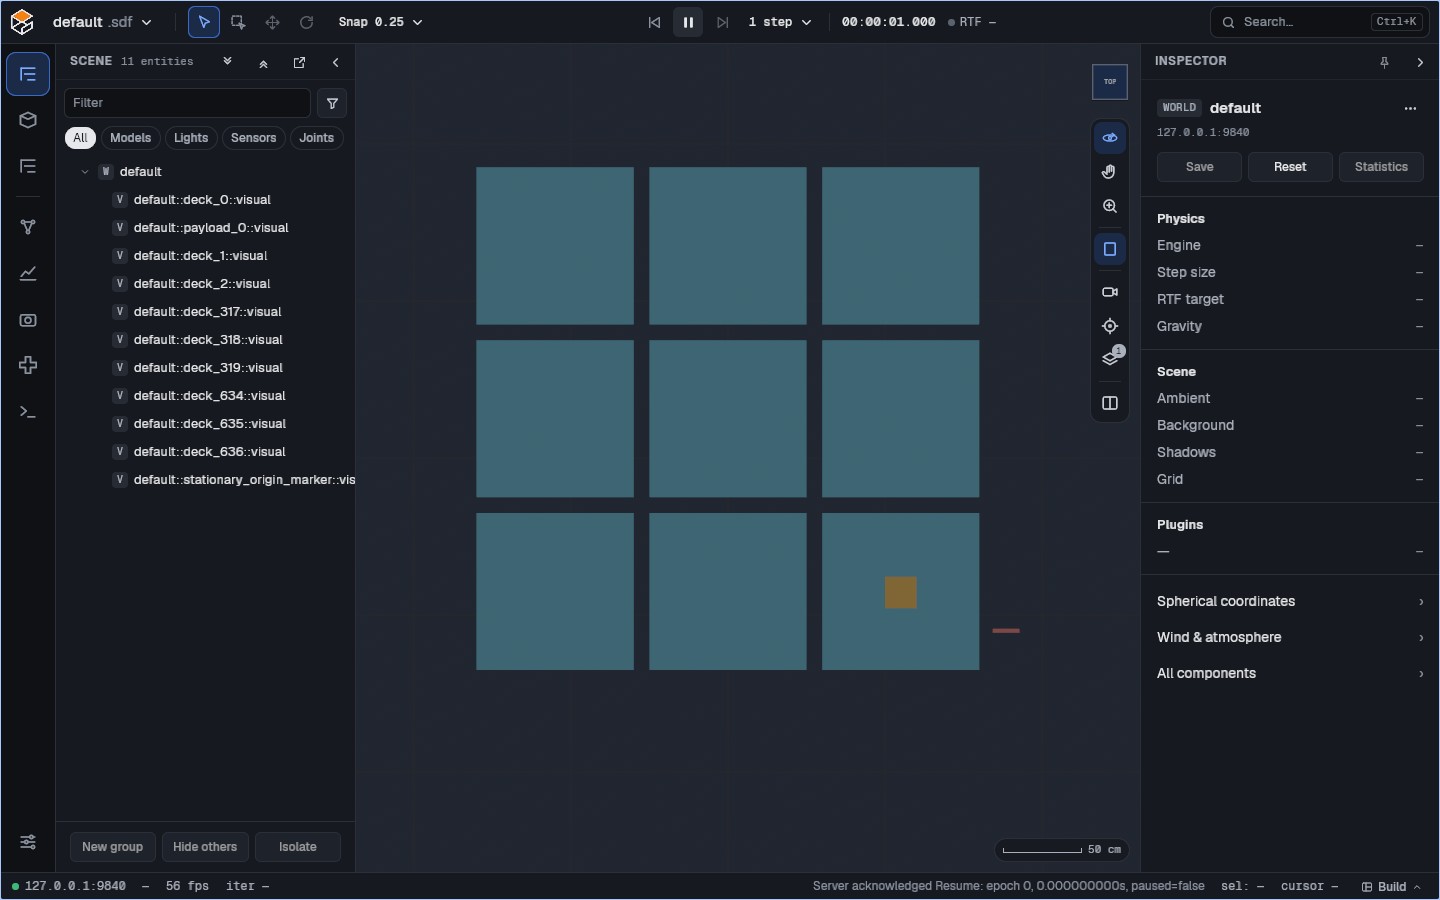 default .sdf
Snap 0.25
1 step
00:00:01.000
RTF –
Search...
Ctrl+K
SCENE 11 entities
Filter
All
Models
Lights
Sensors
Joints
W default
V default::deck_0::visual
V default::payload_0::visual
V default::deck_1::visual
V default::deck_2::visual
V default::deck_317::visual
V default::deck_318::visual
V default::deck_319::visual
V default::deck_634::visual
V default::deck_635::visual
V default::deck_636::visual
V default::stationary_origin_marker::vis
New group
Hide others
Isolate
TOP
1
50 cm
INSPECTOR
WORLD default
127.0.0.1:9840
Save
Reset
Statistics
Physics
Engine –
Step size –
RTF target –
Gravity –
Scene
Ambient –
Background –
Shadows –
Grid –
Plugins
— –
Spherical coordinates
Wind & atmosphere
All components
127.0.0.1:9840 – 56 fps iter –
Server acknowledged Resume: epoch 0, 0.000000000s, paused=false
sel: –
cursor –
Build